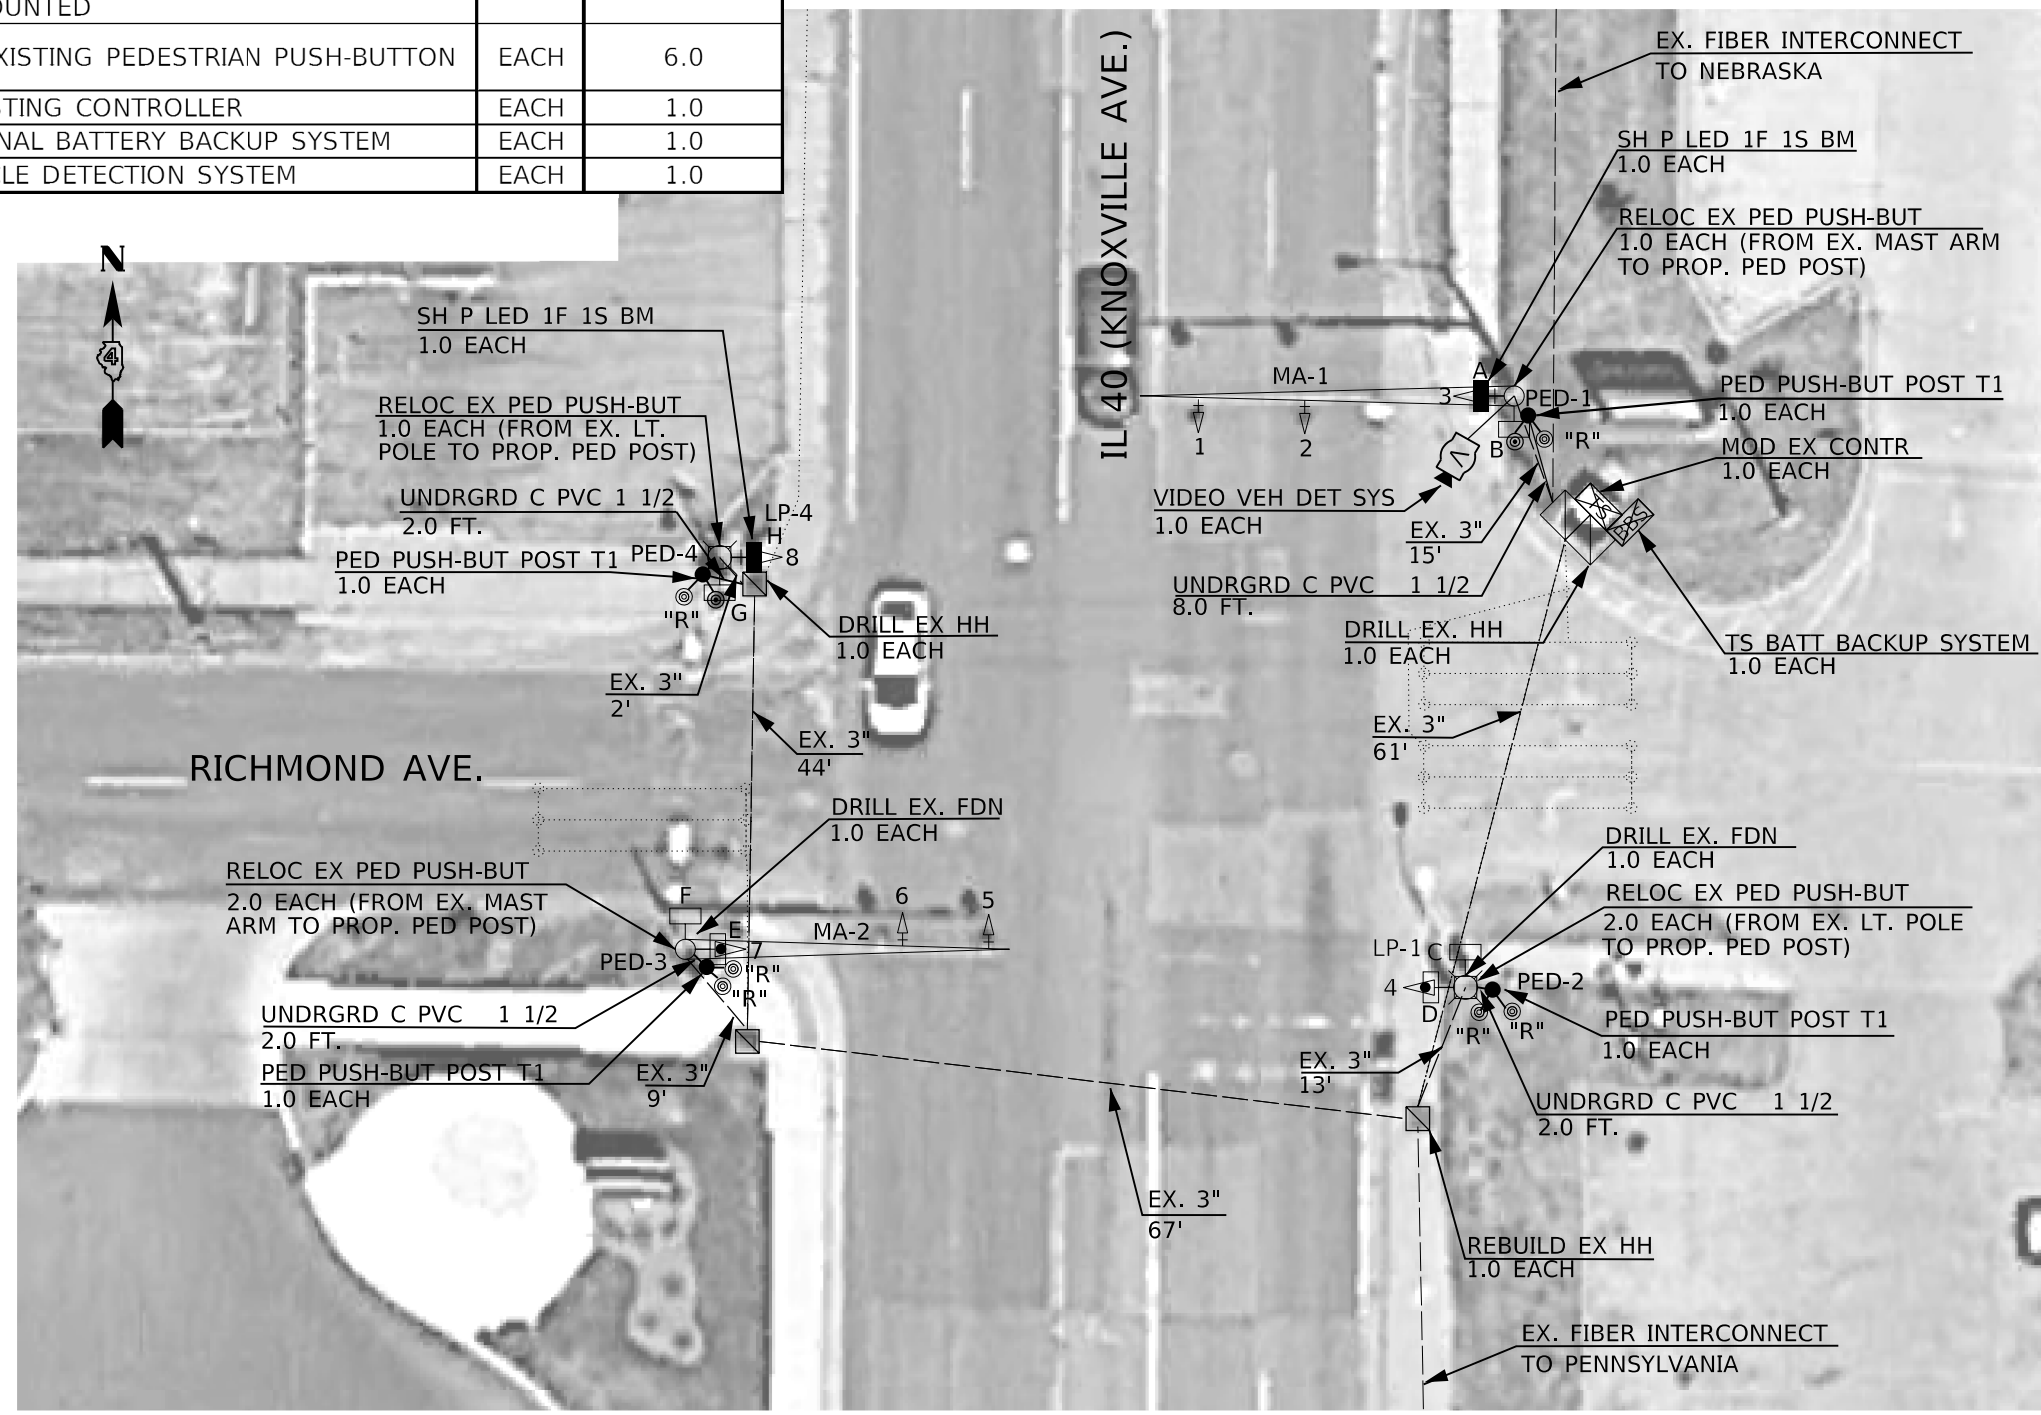 OUNTED
XISTING PEDESTRIAN PUSH-BUTTON EACH 6.0
STING CONTROLLER EACH 1.0
NAL BATTERY BACKUP SYSTEM EACH 1.0
LE DETECTION SYSTEM EACH 1.0
N
4
IL 40 (KNOXVILLE AVE.)
EX. FIBER INTERCONNECT
TO NEBRASKA
SH P LED 1F 1S BM
1.0 EACH
RELOC EX PED PUSH-BUT
1.0 EACH (FROM EX. MAST ARM
TO PROP. PED POST)
SH P LED 1F 1S BM
1.0 EACH
MA-1
A
3
PED-1
PED PUSH-BUT POST T1
1.0 EACH
RELOC EX PED PUSH-BUT
1.0 EACH (FROM EX. LT.
POLE TO PROP. PED POST)
1
2
B
"R"
MOD EX CONTR
1.0 EACH
UNDRGRD C PVC 1 1/2
2.0 FT.
LP-4
H
VIDEO VEH DET SYS
1.0 EACH
EX. 3"
15'
BBS
PED PUSH-BUT POST T1
1.0 EACH
PED-4
8
UNDRGRD C PVC 1 1/2
8.0 FT.
"R"
G
DRILL EX HH
1.0 EACH
DRILL EX. HH
1.0 EACH
TS BATT BACKUP SYSTEM
1.0 EACH
EX. 3"
2'
EX. 3"
44'
EX. 3"
61'
RICHMOND AVE.
DRILL EX. FDN
1.0 EACH
DRILL EX. FDN
1.0 EACH
RELOC EX PED PUSH-BUT
2.0 EACH (FROM EX. MAST
ARM TO PROP. PED POST)
F
6
5
RELOC EX PED PUSH-BUT
2.0 EACH (FROM EX. LT. POLE
TO PROP. PED POST)
E
MA-2
7
PED-3
"R"
"R"
LP-1
C
4
D
PED-2
"R"
"R"
UNDRGRD C PVC 1 1/2
2.0 FT.
PED PUSH-BUT POST T1
1.0 EACH
PED PUSH-BUT POST T1
1.0 EACH
EX. 3"
9'
EX. 3"
13'
UNDRGRD C PVC 1 1/2
2.0 FT.
EX. 3"
67'
REBUILD EX HH
1.0 EACH
EX. FIBER INTERCONNECT
TO PENNSYLVANIA